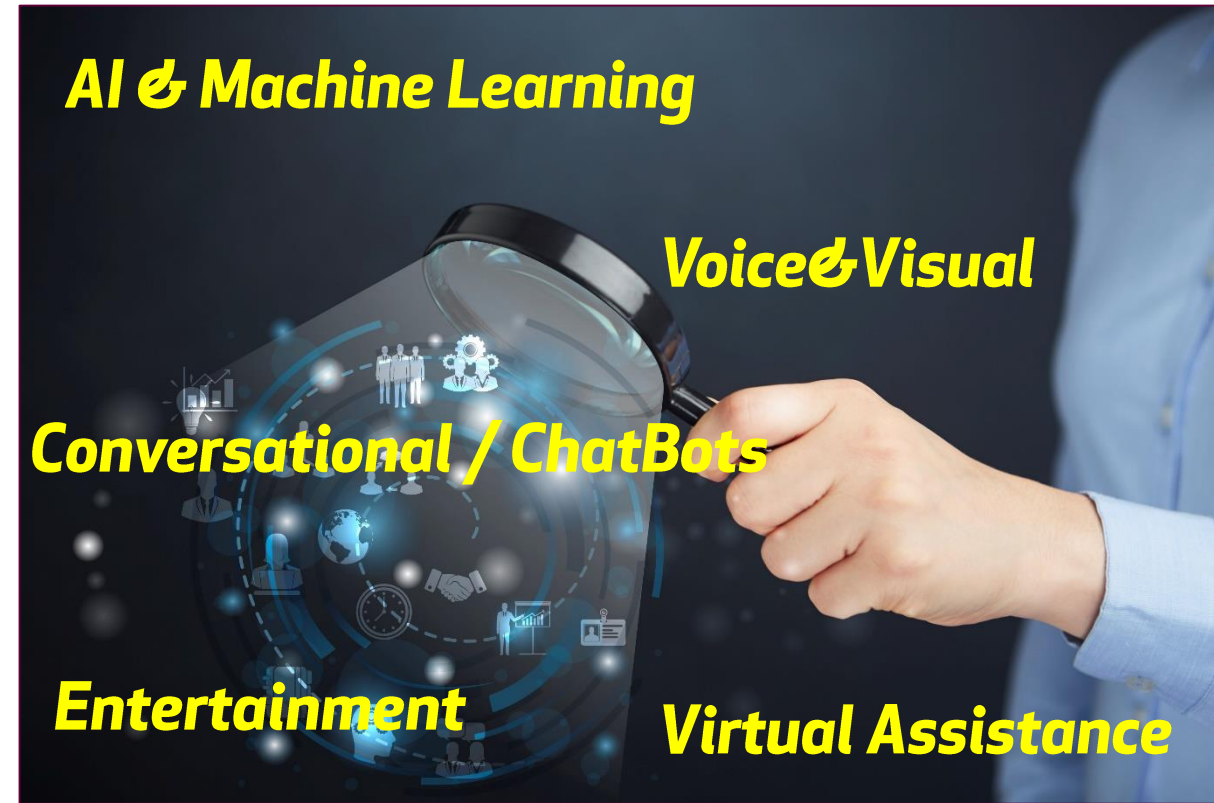 AI & Machine Learning
Voice&Visual
Conversational / ChatBots
Entertainment
Virtual Assistance